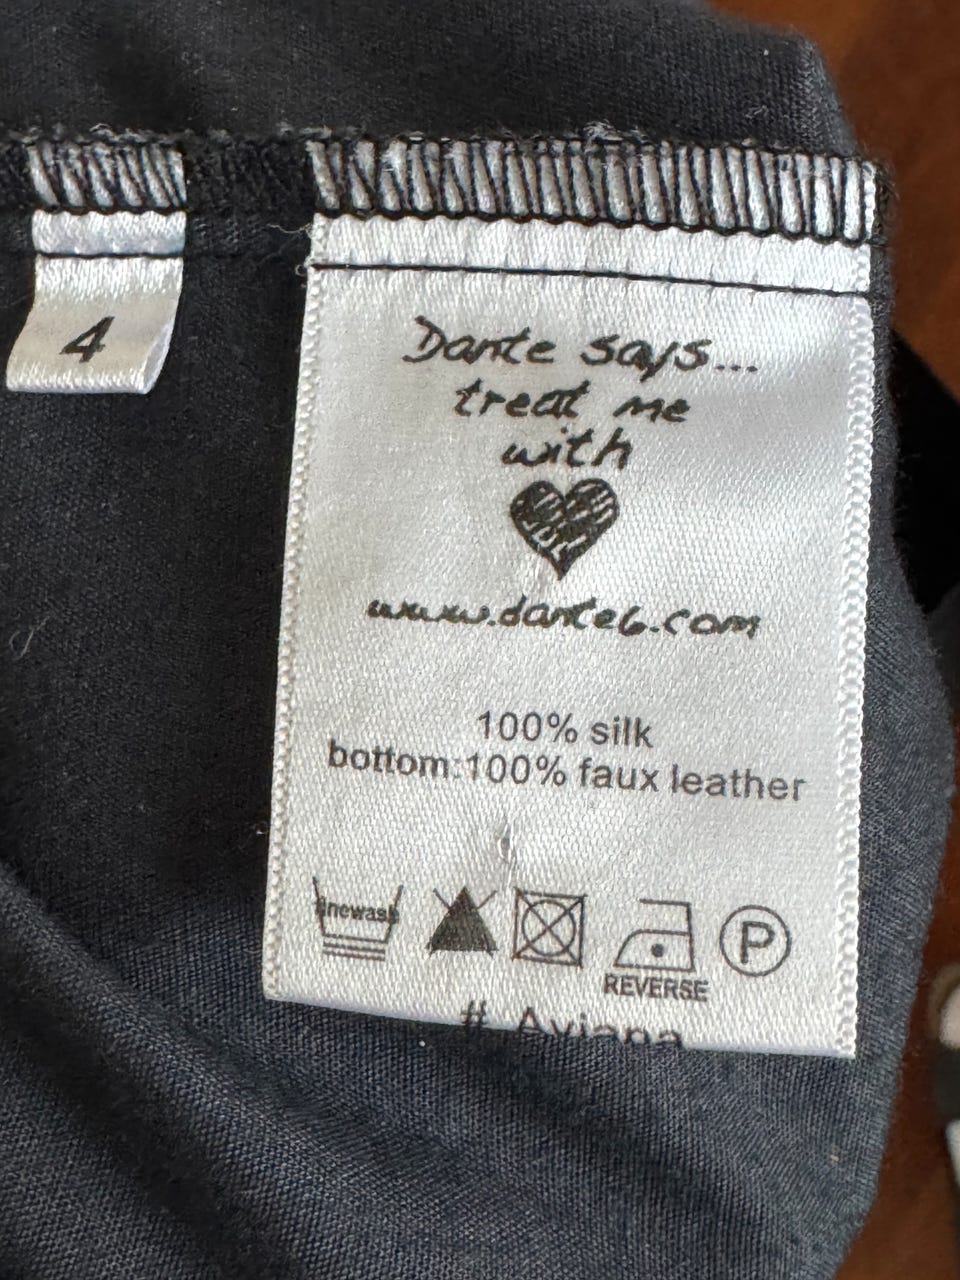 4
Dante says...
treat me
with
www.dante6.com
100% silk
bottom:100% faux leather
P
REVERSE
#